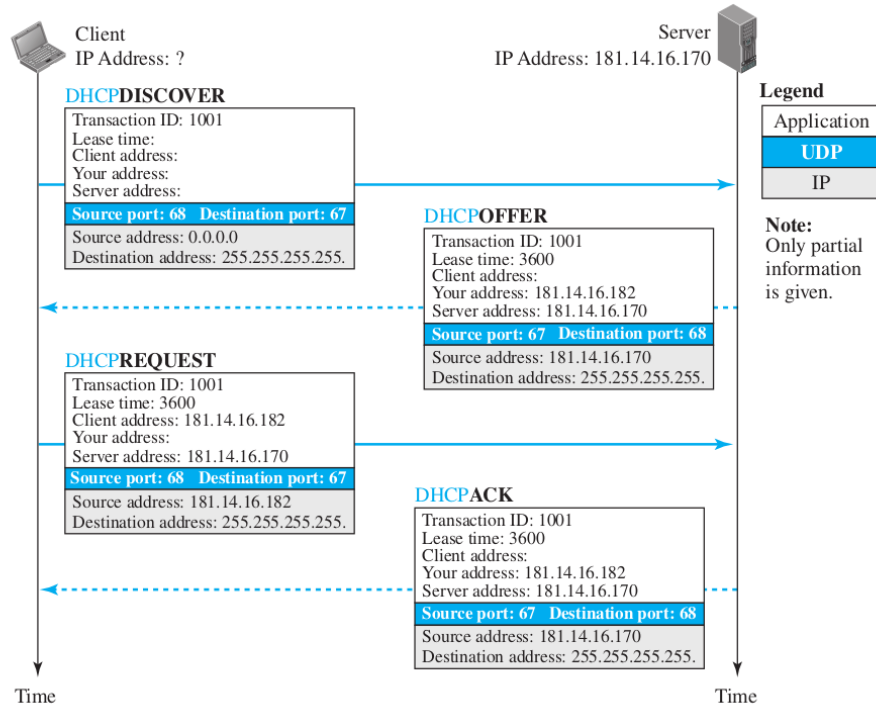 Client
IP Address: ?
Server
IP Address: 181.14.16.170
DHCPDISCOVER
Transaction ID: 1001
Lease time:
Client address:
Your address:
Server address:
Source port: 68 Destination port: 67
Source address: 0.0.0.0
Destination address: 255.255.255.255.
Legend
Application
UDP
IP
Note:
Only partial
information
is given.
DHCPOFFER
Transaction ID: 1001
Lease time: 3600
Client address:
Your address: 181.14.16.182
Server address: 181.14.16.170
Source port: 67 Destination port: 68
Source address: 181.14.16.170
Destination address: 255.255.255.255.
DHCPREQUEST
Transaction ID: 1001
Lease time: 3600
Client address: 181.14.16.182
Your address:
Server address: 181.14.16.170
Source port: 68 Destination port: 67
Source address: 181.14.16.182
Destination address: 255.255.255.255.
DHCPACK
Transaction ID: 1001
Lease time: 3600
Client address:
Your address: 181.14.16.182
Server address: 181.14.16.170
Source port: 67 Destination port: 68
Source address: 181.14.16.170
Destination address: 255.255.255.255.
Time
Time